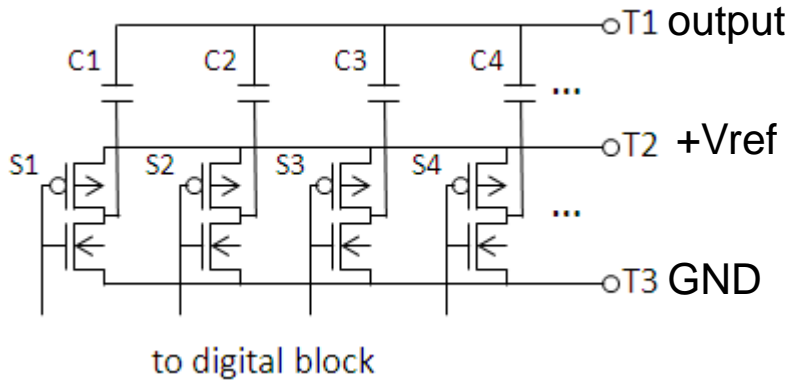 T1 output
C1 C2 C3 C4
...
T2 +Vref
S1 S2 S3 S4
...
T3 GND
to digital block